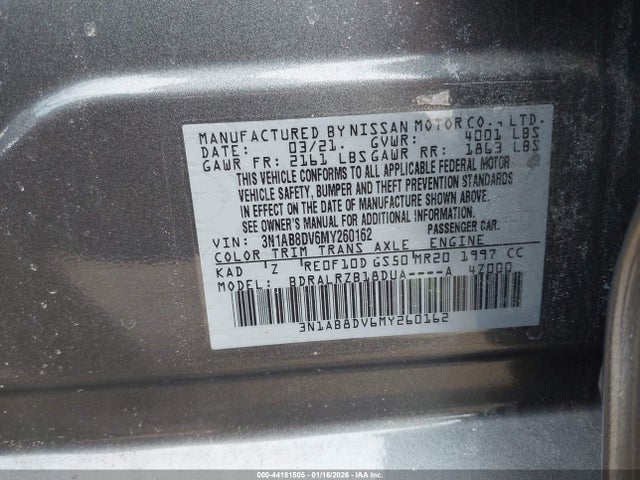 MANUFACTURED BY NISSAN MOTOR CO., LTD.
DATE: 03/21. GVWR: 4001 LBS
GAWR FR: 2161 LBS GAWR RR: 1863 LBS
THIS VEHICLE CONFORMS TO ALL APPLICABLE FEDERAL MOTOR
VEHICLE SAFETY, BUMPER AND THEFT PREVENTION STANDARDS
IN EFFECT ON THE DATE OF MANUFACTURE SHOWN ABOVE.
SEE OWNER'S MANUAL FOR ADDITIONAL INFORMATION.
VIN: 3N1AB8DV6MY260162 PASSENGER CAR.
COLOR TRIM TRANS AXLE ENGINE
KAD Z RE0F10D GS50 MR20 1997 CC
MODEL: BDRALRZB18DUA----A 4Z000
3N1AB8DV6MY260162
000-44181505 - 01/16/2026 - IAA Inc.